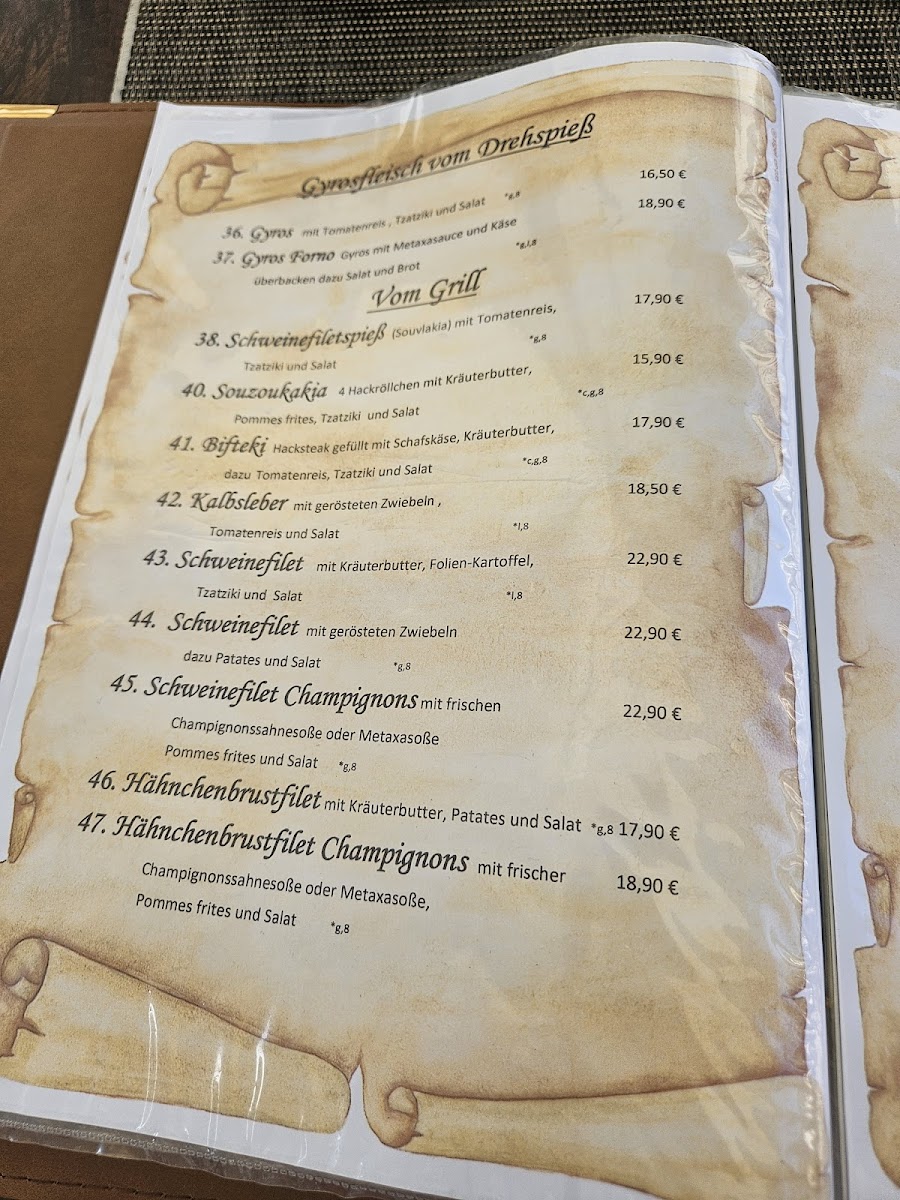 Gyrosfleisch vom Drehspieß
36. Gyros mit Tomatenreis , Tzatziki und Salat *g,8 16,50 €
37. Gyros Forno Gyros mit Metaxasauce und Käse 18,90 €
überbacken dazu Salat und Brot *g,l,8
Vom Grill
38. Schweinefiletspieß (Souvlakia) mit Tomatenreis, 17,90 €
Tzatziki und Salat *g,8
40. Souzoukakia 4 Hackröllchen mit Kräuterbutter, 15,90 €
Pommes frites, Tzatziki und Salat *c,g,8
41. Bifteki Hacksteak gefüllt mit Schafskäse, Kräuterbutter, 17,90 €
dazu Tomatenreis, Tzatziki und Salat *c,g,8
42. Kalbsleber mit gerösteten Zwiebeln , 18,50 €
Tomatenreis und Salat *l,8
43. Schweinefilet mit Kräuterbutter, Folien-Kartoffel, 22,90 €
Tzatziki und Salat *l,8
44. Schweinefilet mit gerösteten Zwiebeln 22,90 €
dazu Patates und Salat *g,8
45. Schweinefilet Champignons mit frischen 22,90 €
Champignonssahnesoße oder Metaxasoße
Pommes frites und Salat *g,8
46. Hähnchenbrustfilet mit Kräuterbutter, Patates und Salat *g,8 17,90 €
47. Hähnchenbrustfilet Champignons mit frischer 18,90 €
Champignonssahnesoße oder Metaxasoße,
Pommes frites und Salat *g,8